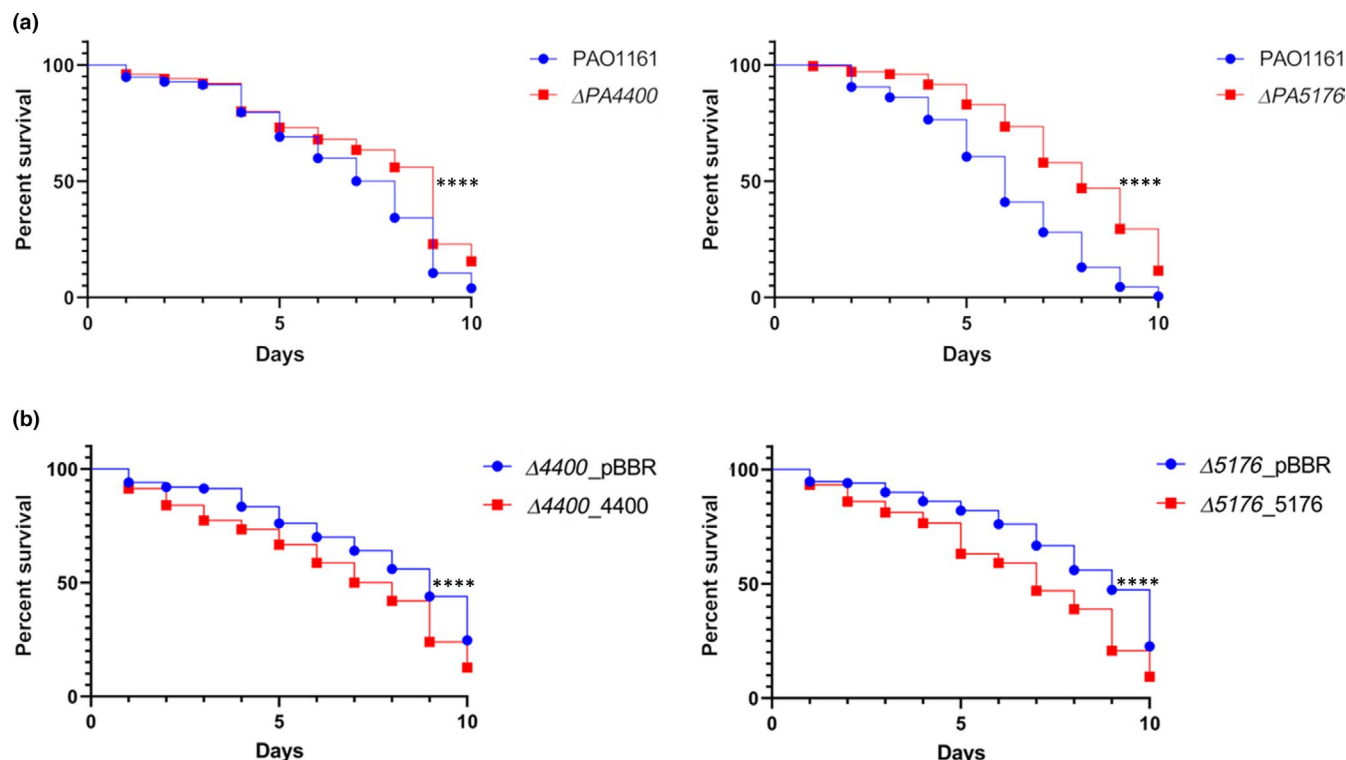 (a)
PAO1161
ΔPA4400
100
50
0
Percent survival
****
0 5 10
Days
PAO1161
ΔPA5176
100
50
0
Percent survival
****
0 5 10
Days
(b)
Δ4400_pBBR
Δ4400_4400
100
50
0
Percent survival
****
0 5 10
Days
Δ5176_pBBR
Δ5176_5176
100
50
0
Percent survival
****
0 5 10
Days